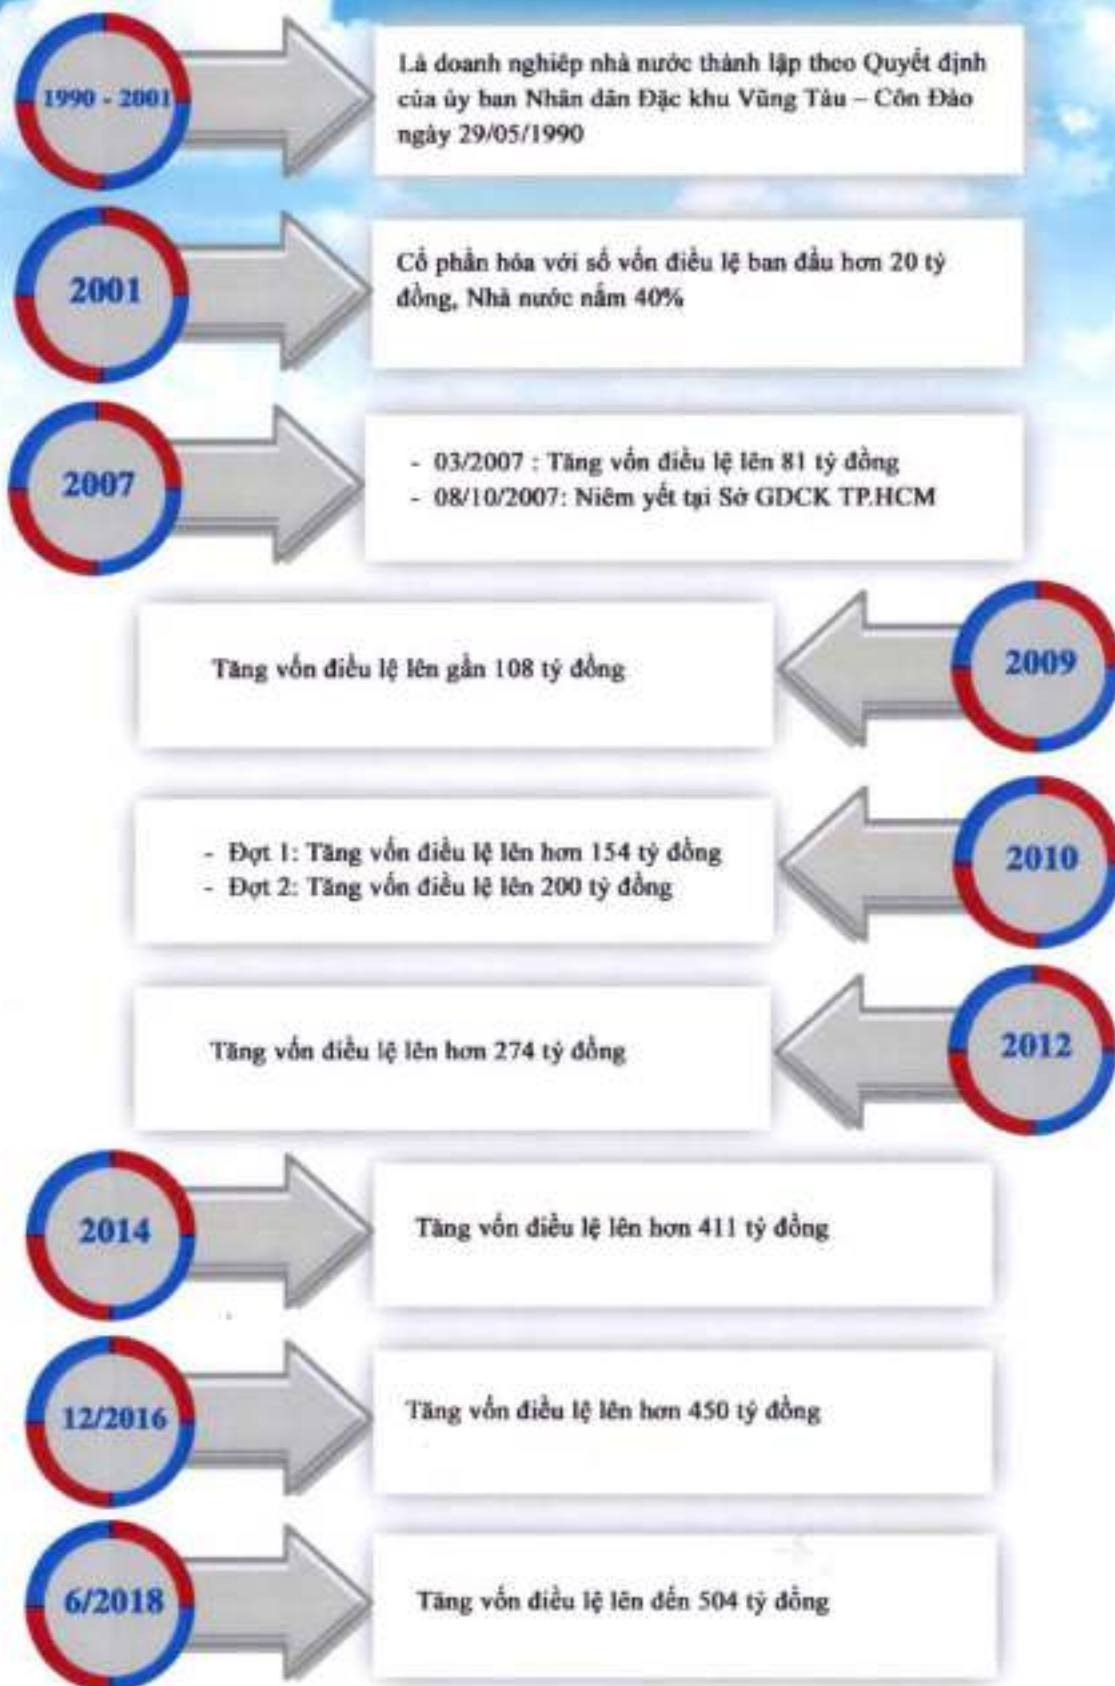 1990 - 2001
Là doanh nghiệp nhà nước thành lập theo Quyết định
của ủy ban Nhân dân Đặc khu Vũng Tàu – Côn Đảo
ngày 29/05/1990
2001
Cổ phần hóa với số vốn điều lệ ban đầu hơn 20 tỷ
đồng, Nhà nước nắm 40%
2007
- 03/2007 : Tăng vốn điều lệ lên 81 tỷ đồng
- 08/10/2007: Niêm yết tại Sở GDCK TP.HCM
2009
Tăng vốn điều lệ lên gần 108 tỷ đồng
2010
- Đợt 1: Tăng vốn điều lệ lên hơn 154 tỷ đồng
- Đợt 2: Tăng vốn điều lệ lên 200 tỷ đồng
2012
Tăng vốn điều lệ lên hơn 274 tỷ đồng
2014
Tăng vốn điều lệ lên hơn 411 tỷ đồng
12/2016
Tăng vốn điều lệ lên hơn 450 tỷ đồng
6/2018
Tăng vốn điều lệ lên đến 504 tỷ đồng